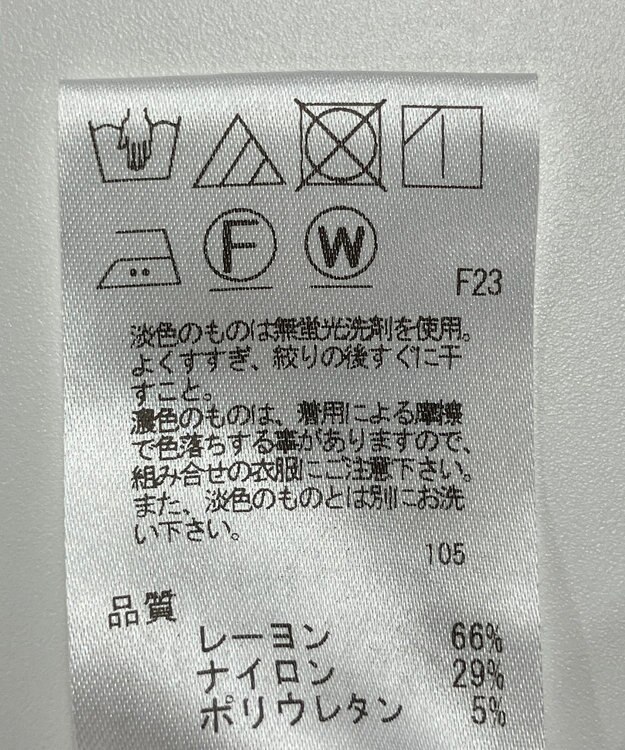 F W
F23
淡色のものは無蛍光洗剤を使用。
よくすすぎ、絞りの後すぐに干
すこと。
濃色のものは、着用による摩擦
で色落ちする事がありますので、
組み合せの衣服にご注意下さい。
また、淡色のものとは別にお洗
い下さい。
105
品質
レーヨン 66%
ナイロン 29%
ポリウレタン 5%